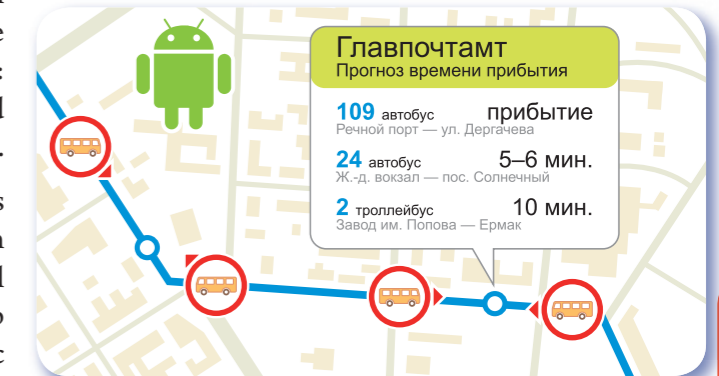 Главпочтамт
Прогноз времени прибытия
109 автобус прибытие
Речной порт — ул. Дергачева
24 автобус 5–6 мин.
Ж.-д. вокзал — пос. Солнечный
2 троллейбус 10 мин.
Завод им. Попова — Ермак